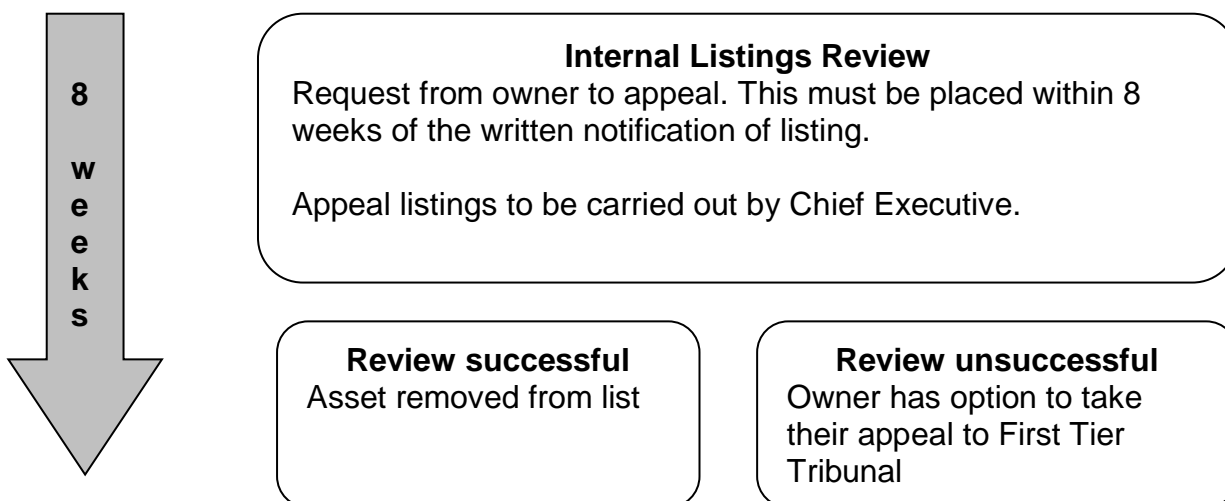 8
weeks
Internal Listings Review
Request from owner to appeal. This must be placed within 8
weeks of the written notification of listing.
Appeal listings to be carried out by Chief Executive.
Review successful
Asset removed from list
Review unsuccessful
Owner has option to take
their appeal to First Tier
Tribunal